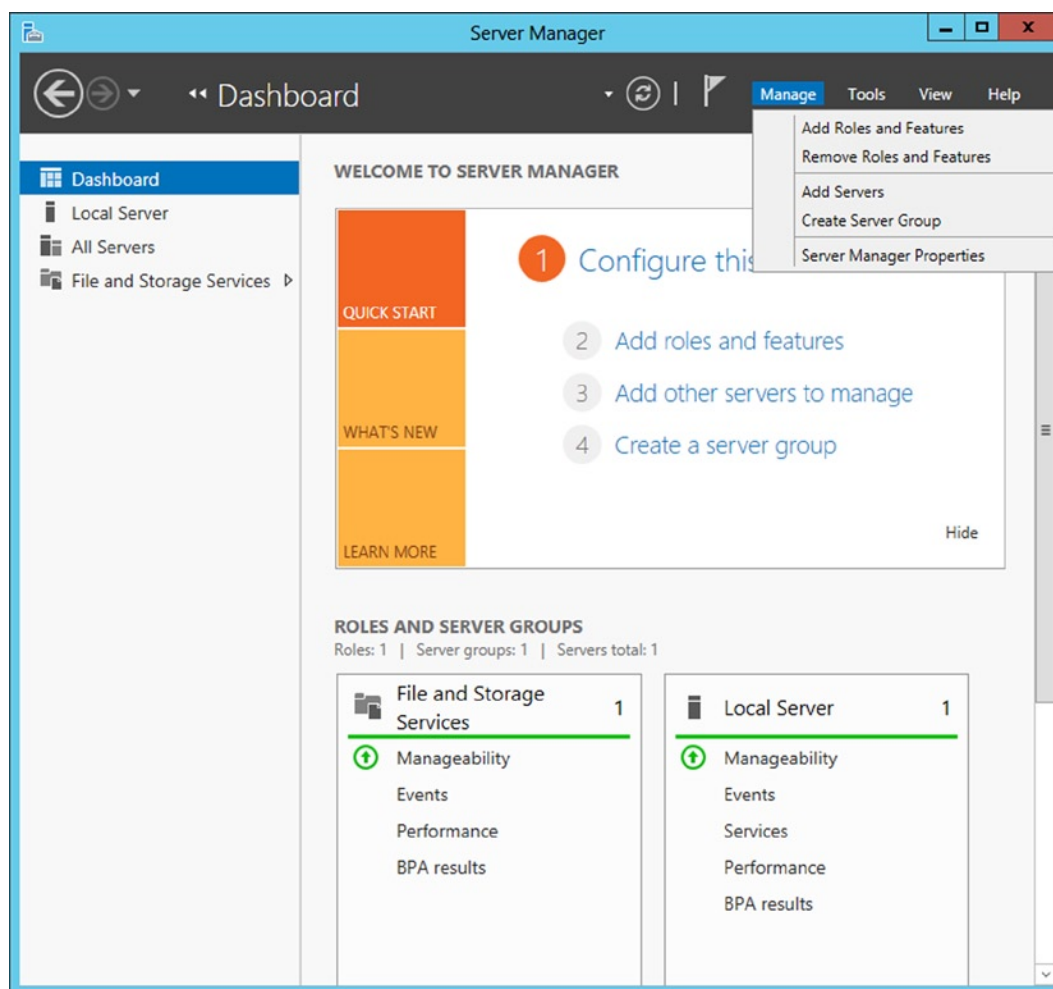 Server Manager
Dashboard
Manage Tools View Help
Add Roles and Features
Remove Roles and Features
Add Servers
Create Server Group
Server Manager Properties
Dashboard
Local Server
All Servers
File and Storage Services
WELCOME TO SERVER MANAGER
QUICK START
WHAT'S NEW
LEARN MORE
1 Configure this
2 Add roles and features
3 Add other servers to manage
4 Create a server group
Hide
ROLES AND SERVER GROUPS
Roles: 1 | Server groups: 1 | Servers total: 1
File and Storage
Services 1
Manageability
Events
Performance
BPA results
Local Server 1
Manageability
Events
Services
Performance
BPA results